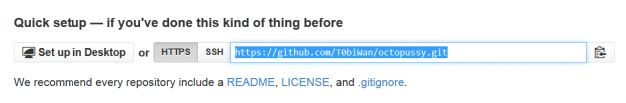 Quick setup — if you've done this kind of thing before
Set up in Desktop or HTTPS SSH https://github.com/T0biWan/octopussy.git
We recommend every repository include a README, LICENSE, and .gitignore.